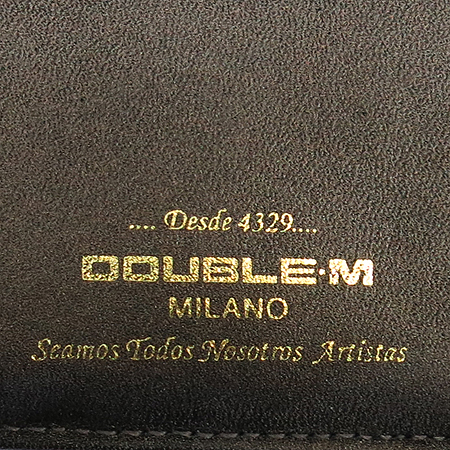 .... Desde 4329....
DOUBLE·M
MILANO
Seamos Todos Nosotros Artistas